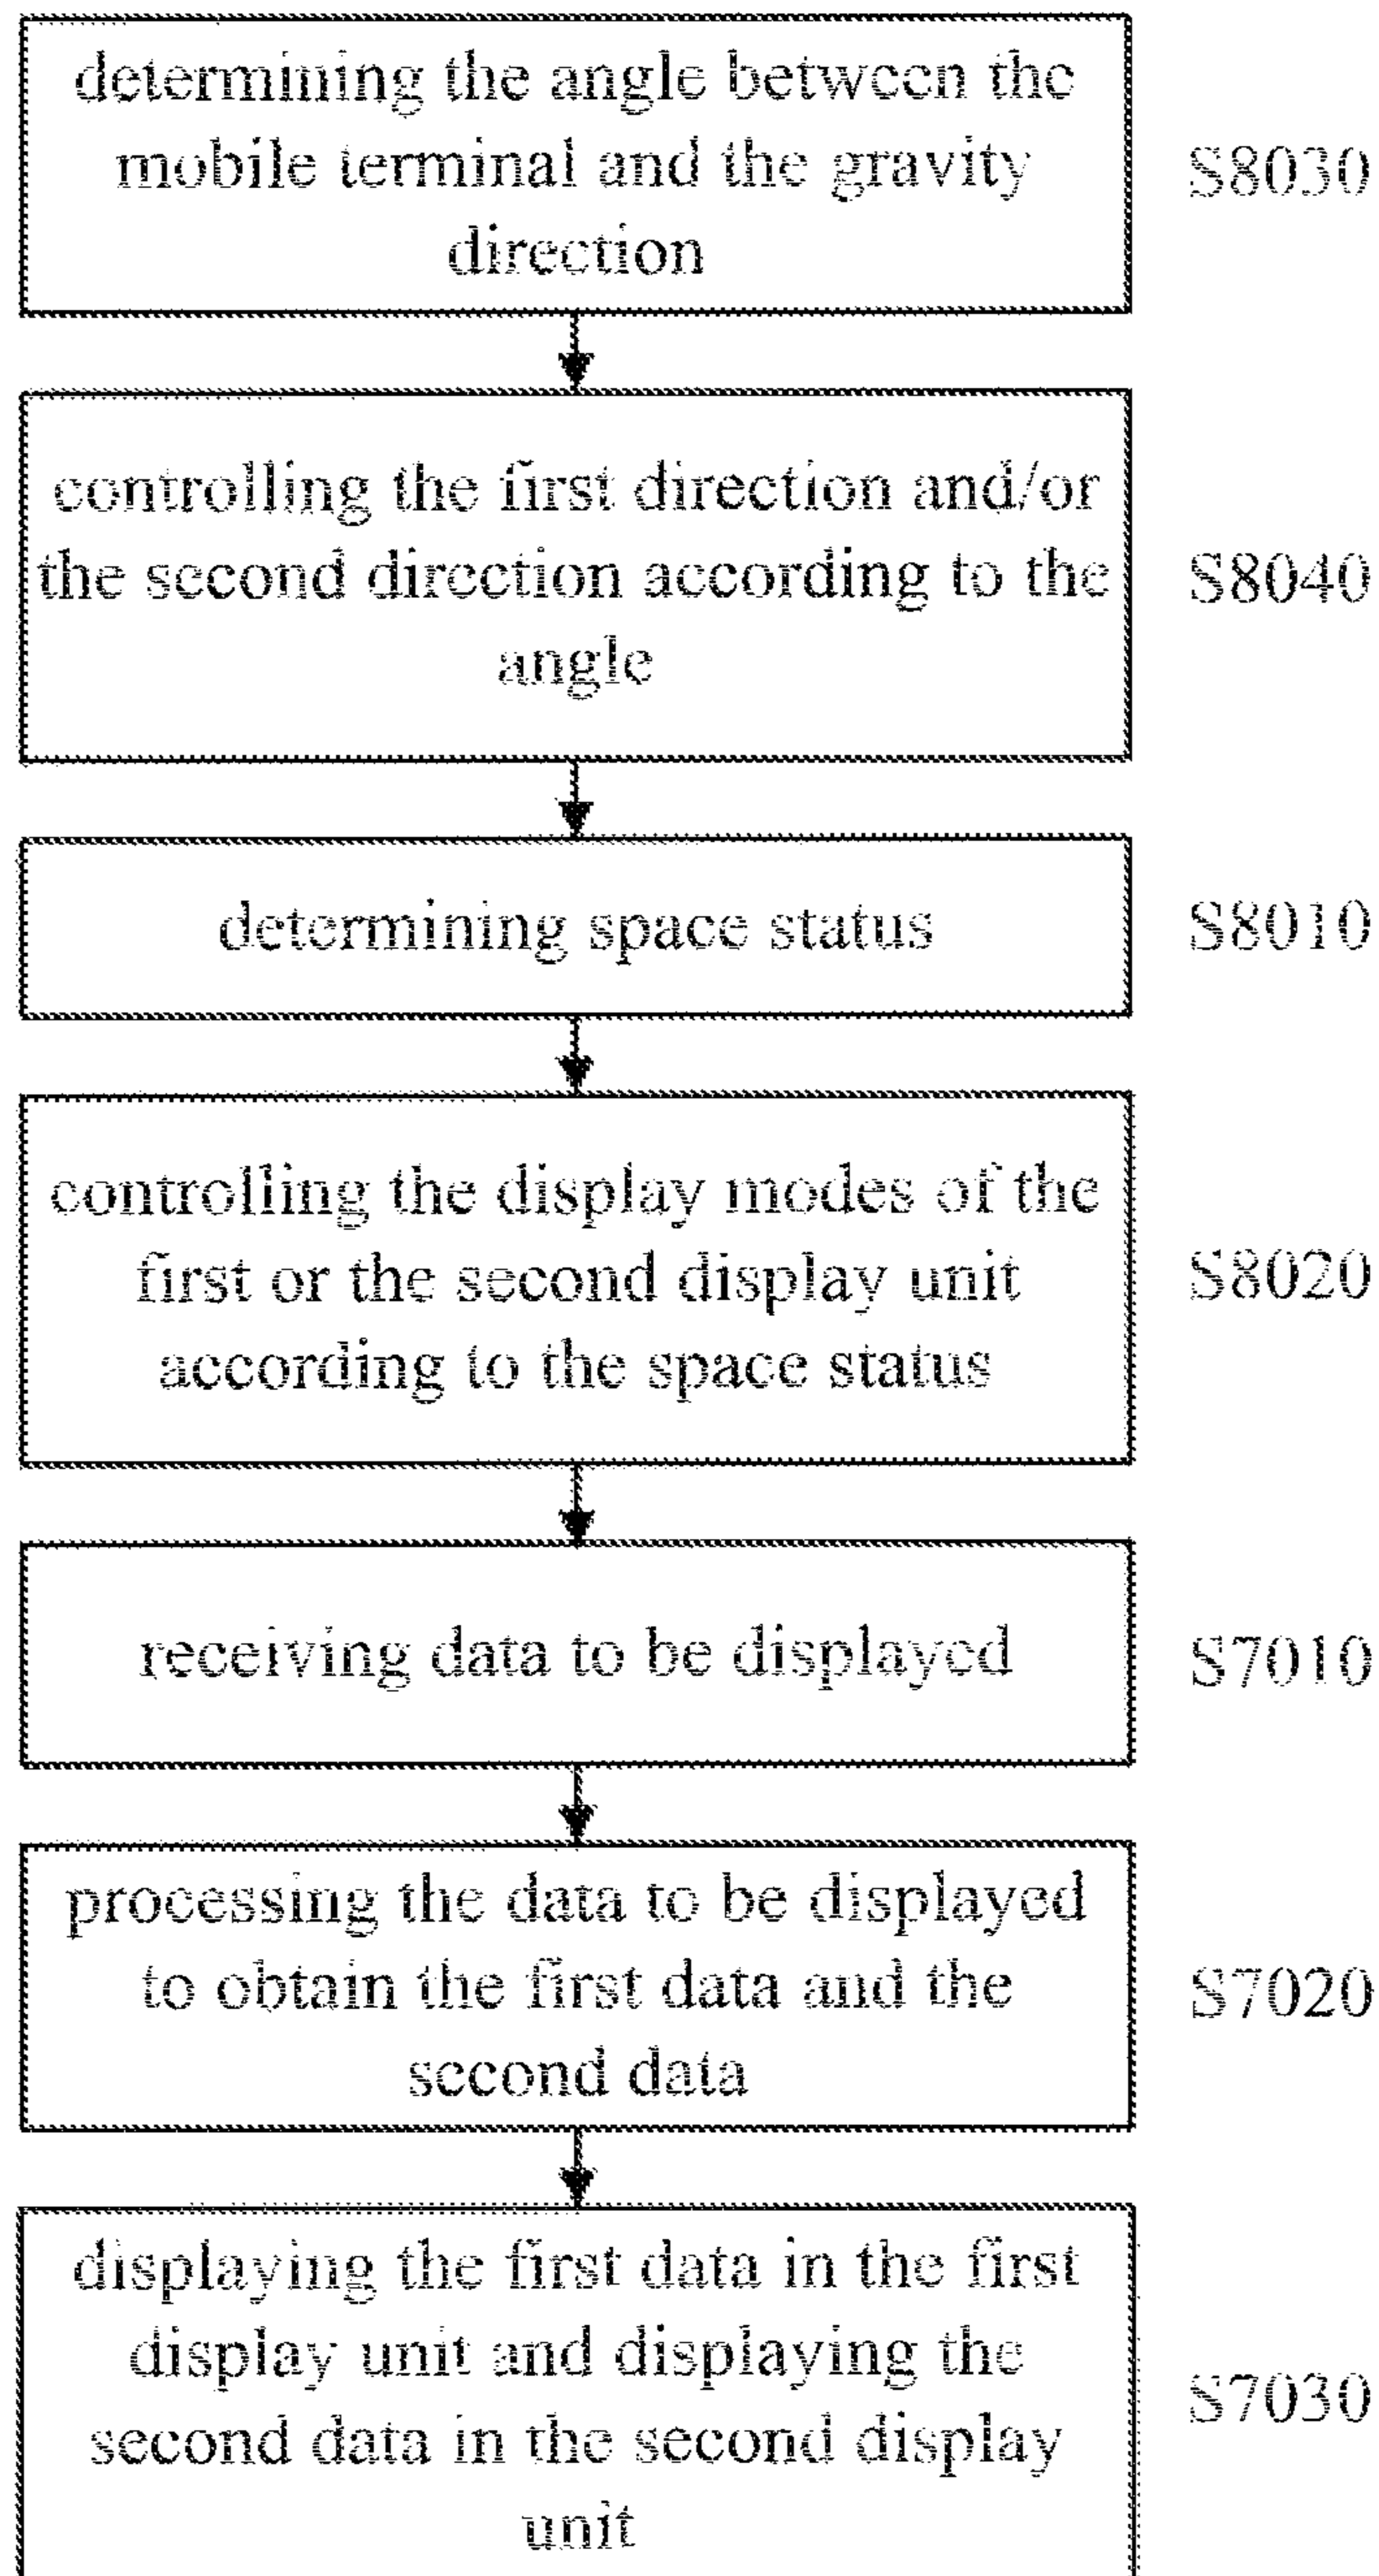 determining the angle between the
mobile terminal and the gravity
direction
S8030
controlling the first direction and/or
the second direction according to the
angle
S8040
determining space status
S8010
controlling the display modes of the
first or the second display unit
according to the space status
S8020
receiving data to be displayed
S7010
processing the data to be displayed
to obtain the first data and the
second data
S7020
displaying the first data in the first
display unit and displaying the
second data in the second display
unit
S7030